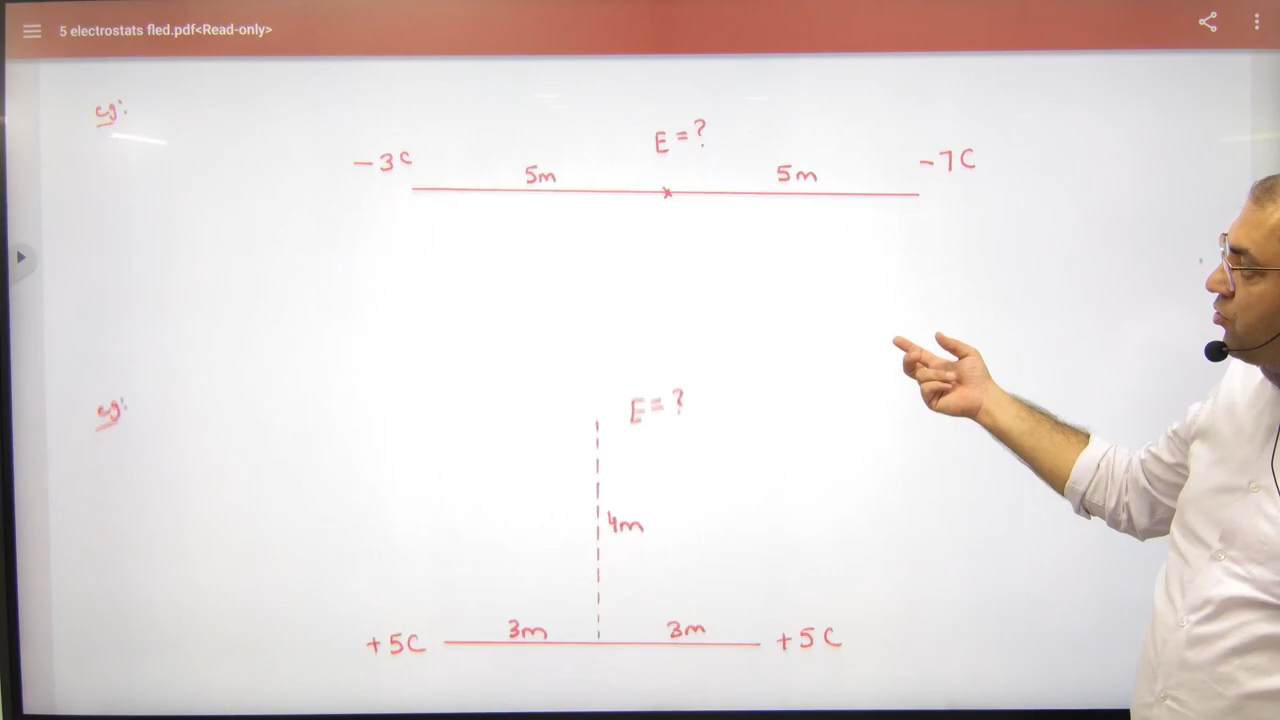 5 electrostats fled.pdf<Read-only>
eg:
E = ?
-3C 5m 5m -7C
eg:
E = ?
4m
+5C 3m 3m +5C